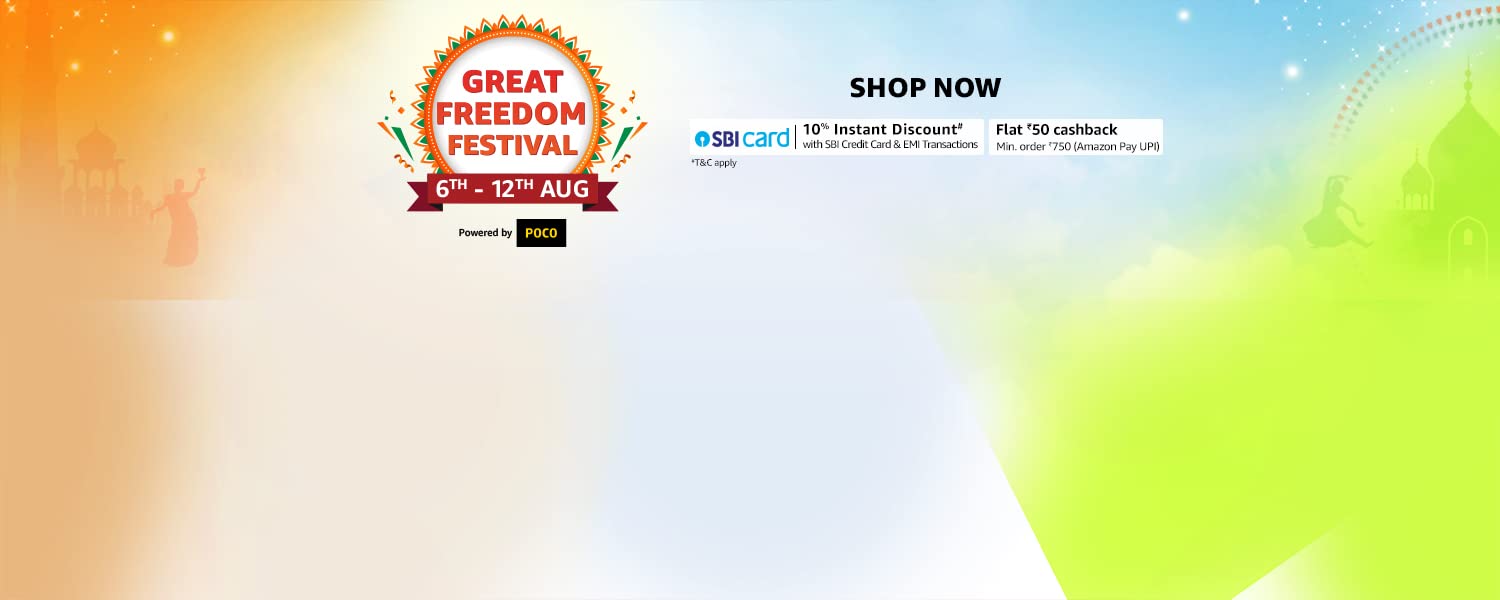 GREAT
FREEDOM
FESTIVAL
6TH - 12TH AUG
Powered by POCO
SHOP NOW
SBI card
10% Instant Discount#
with SBI Credit Card & EMI Transactions
Flat ₹50 cashback
Min. order ₹750 (Amazon Pay UPI)
#T&C apply